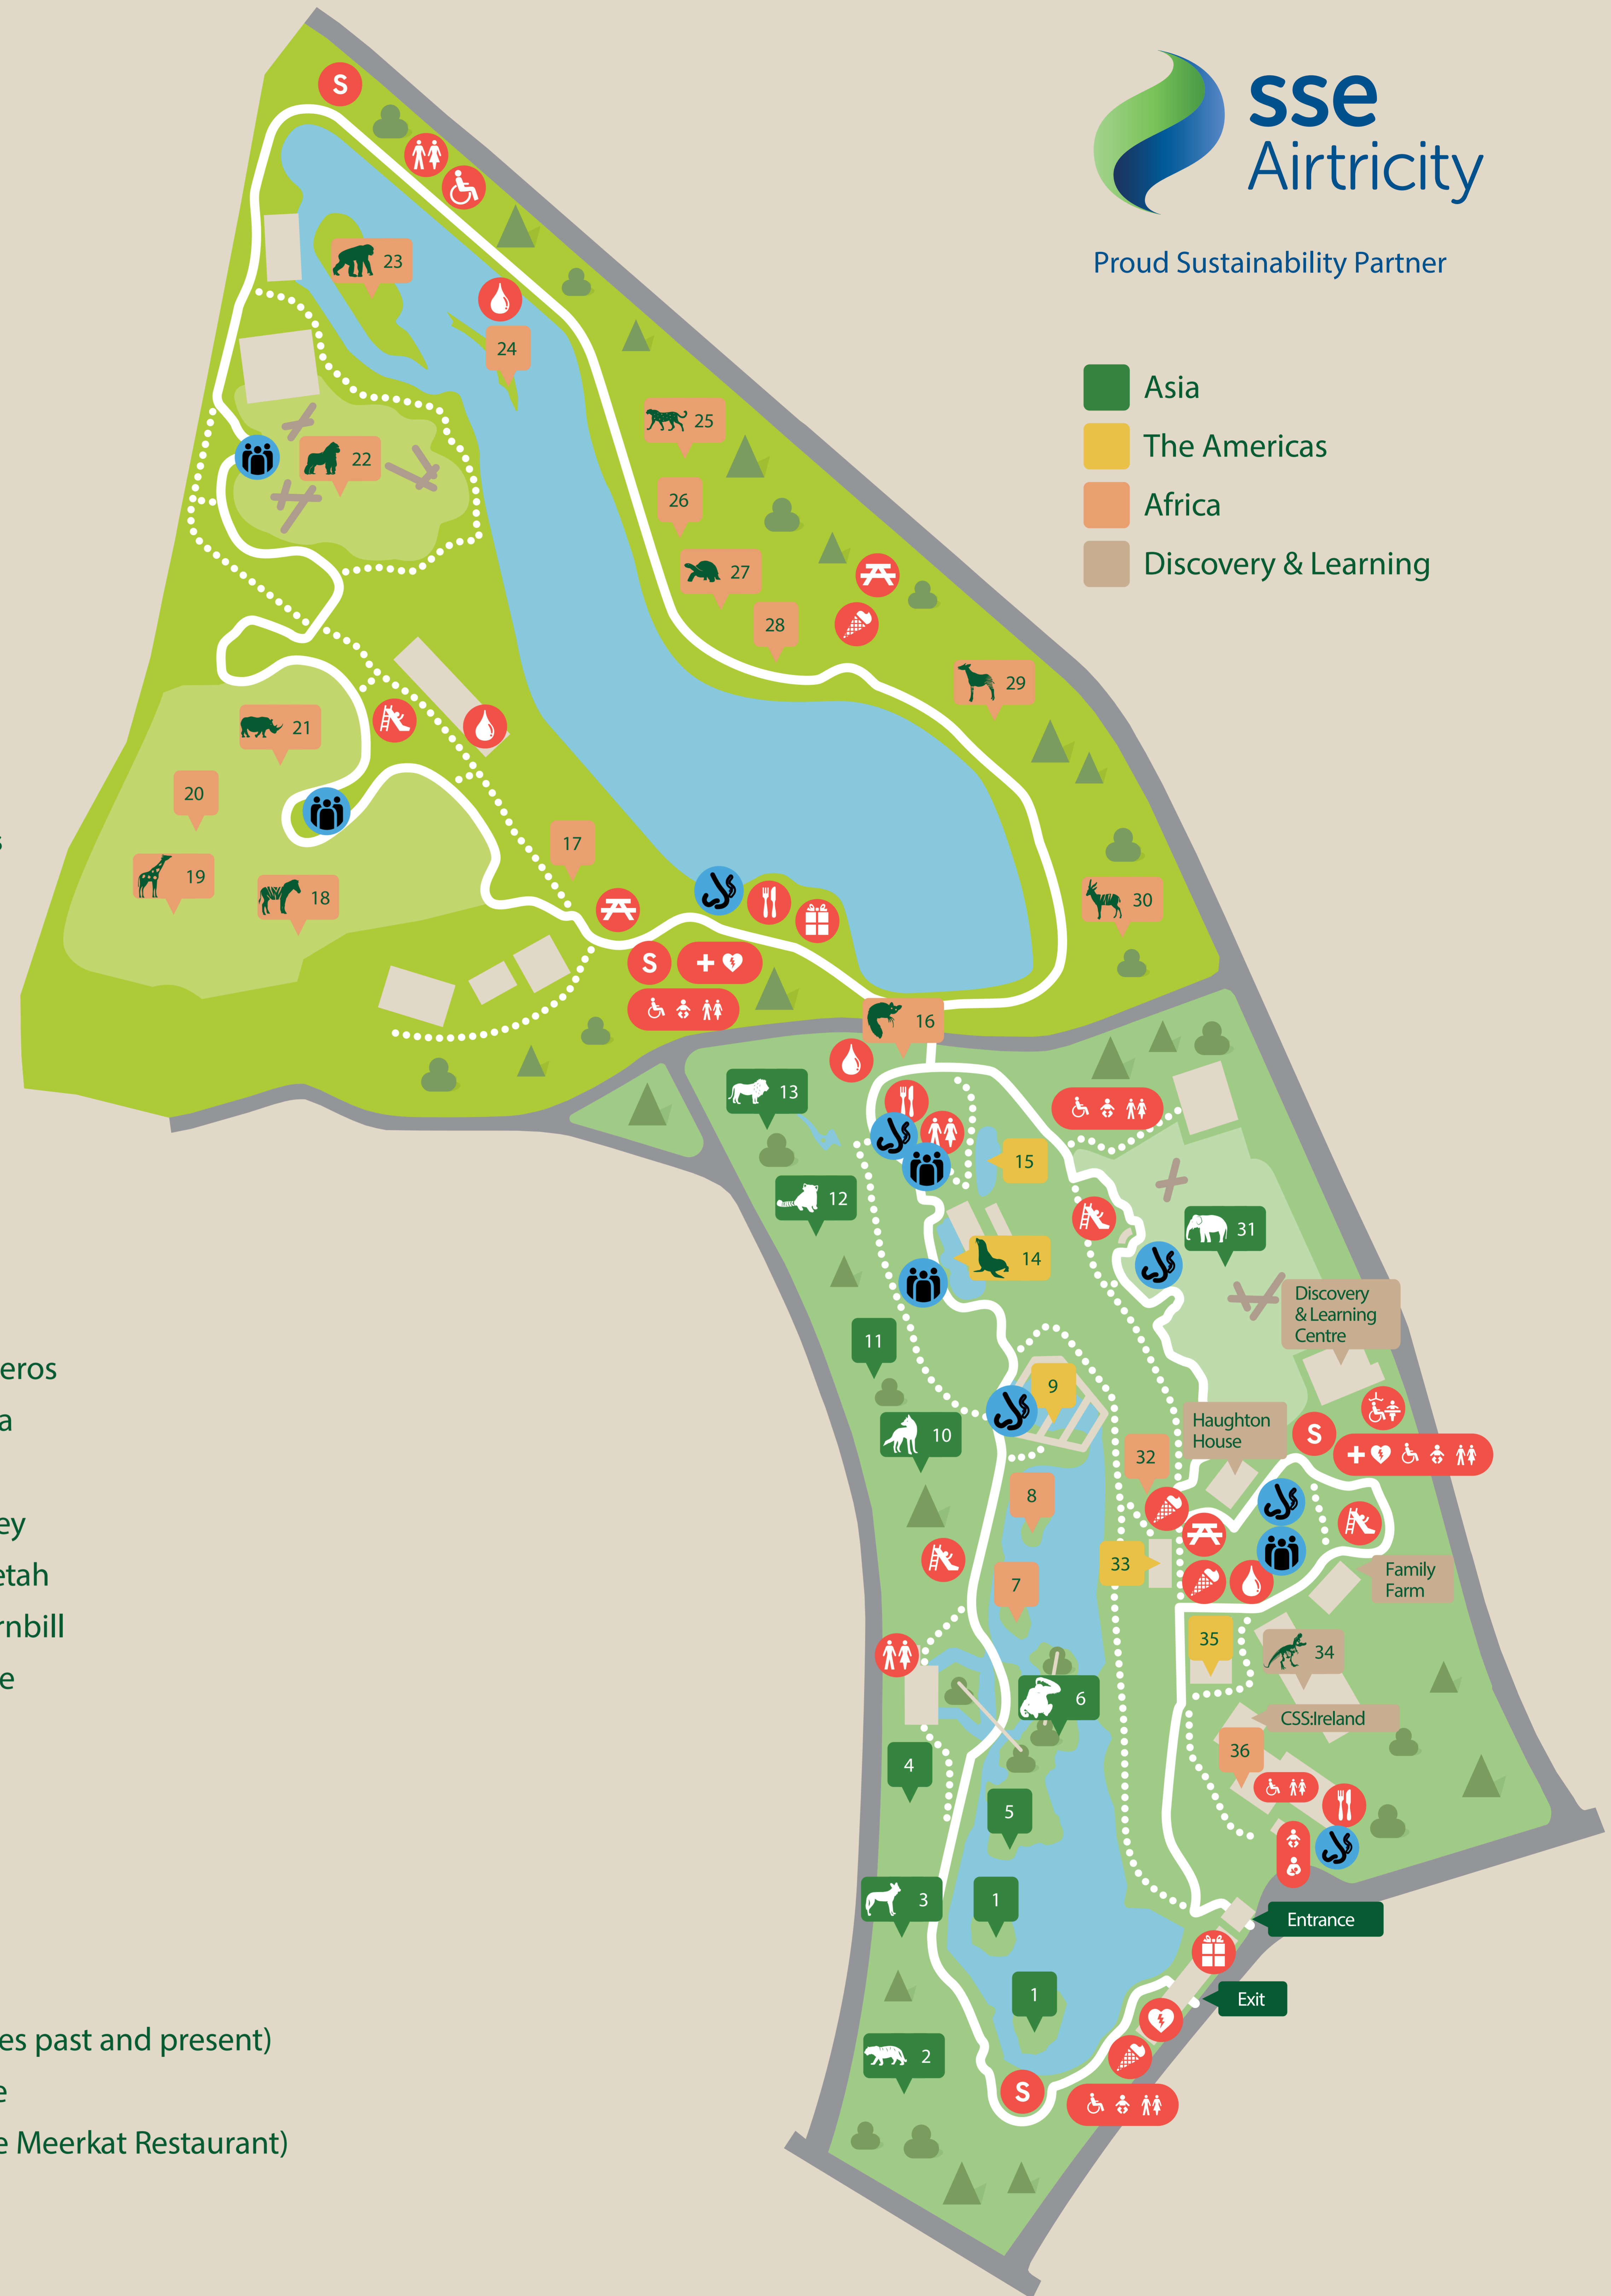 sse
Airtricity
Proud Sustainability Partner
Asia
The Americas
Africa
Discovery & Learning
S
23
24
25
22
26
27
28
29
21
20
17
19
18
30
S
16
13
15
12
31
14
Discovery
& Learning
Centre
11
9
eros
a
10
Haughton
House
S
32
8
ey
33
Family
Farm
7
etah
rnbill
35
34
e
6
CSS:Ireland
36
4
5
3
1
Entrance
1
Exit
es past and present)
2
S
e
e Meerkat Restaurant)